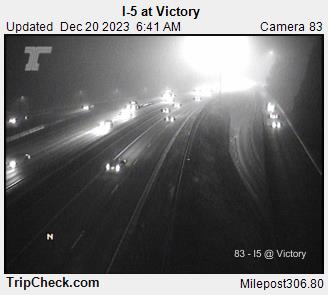 I-5 at Victory
Updated Dec 20 2023 6:41 AM Camera 83
T
N
83 - I5 @ Victory
TripCheck.com Milepost306.80